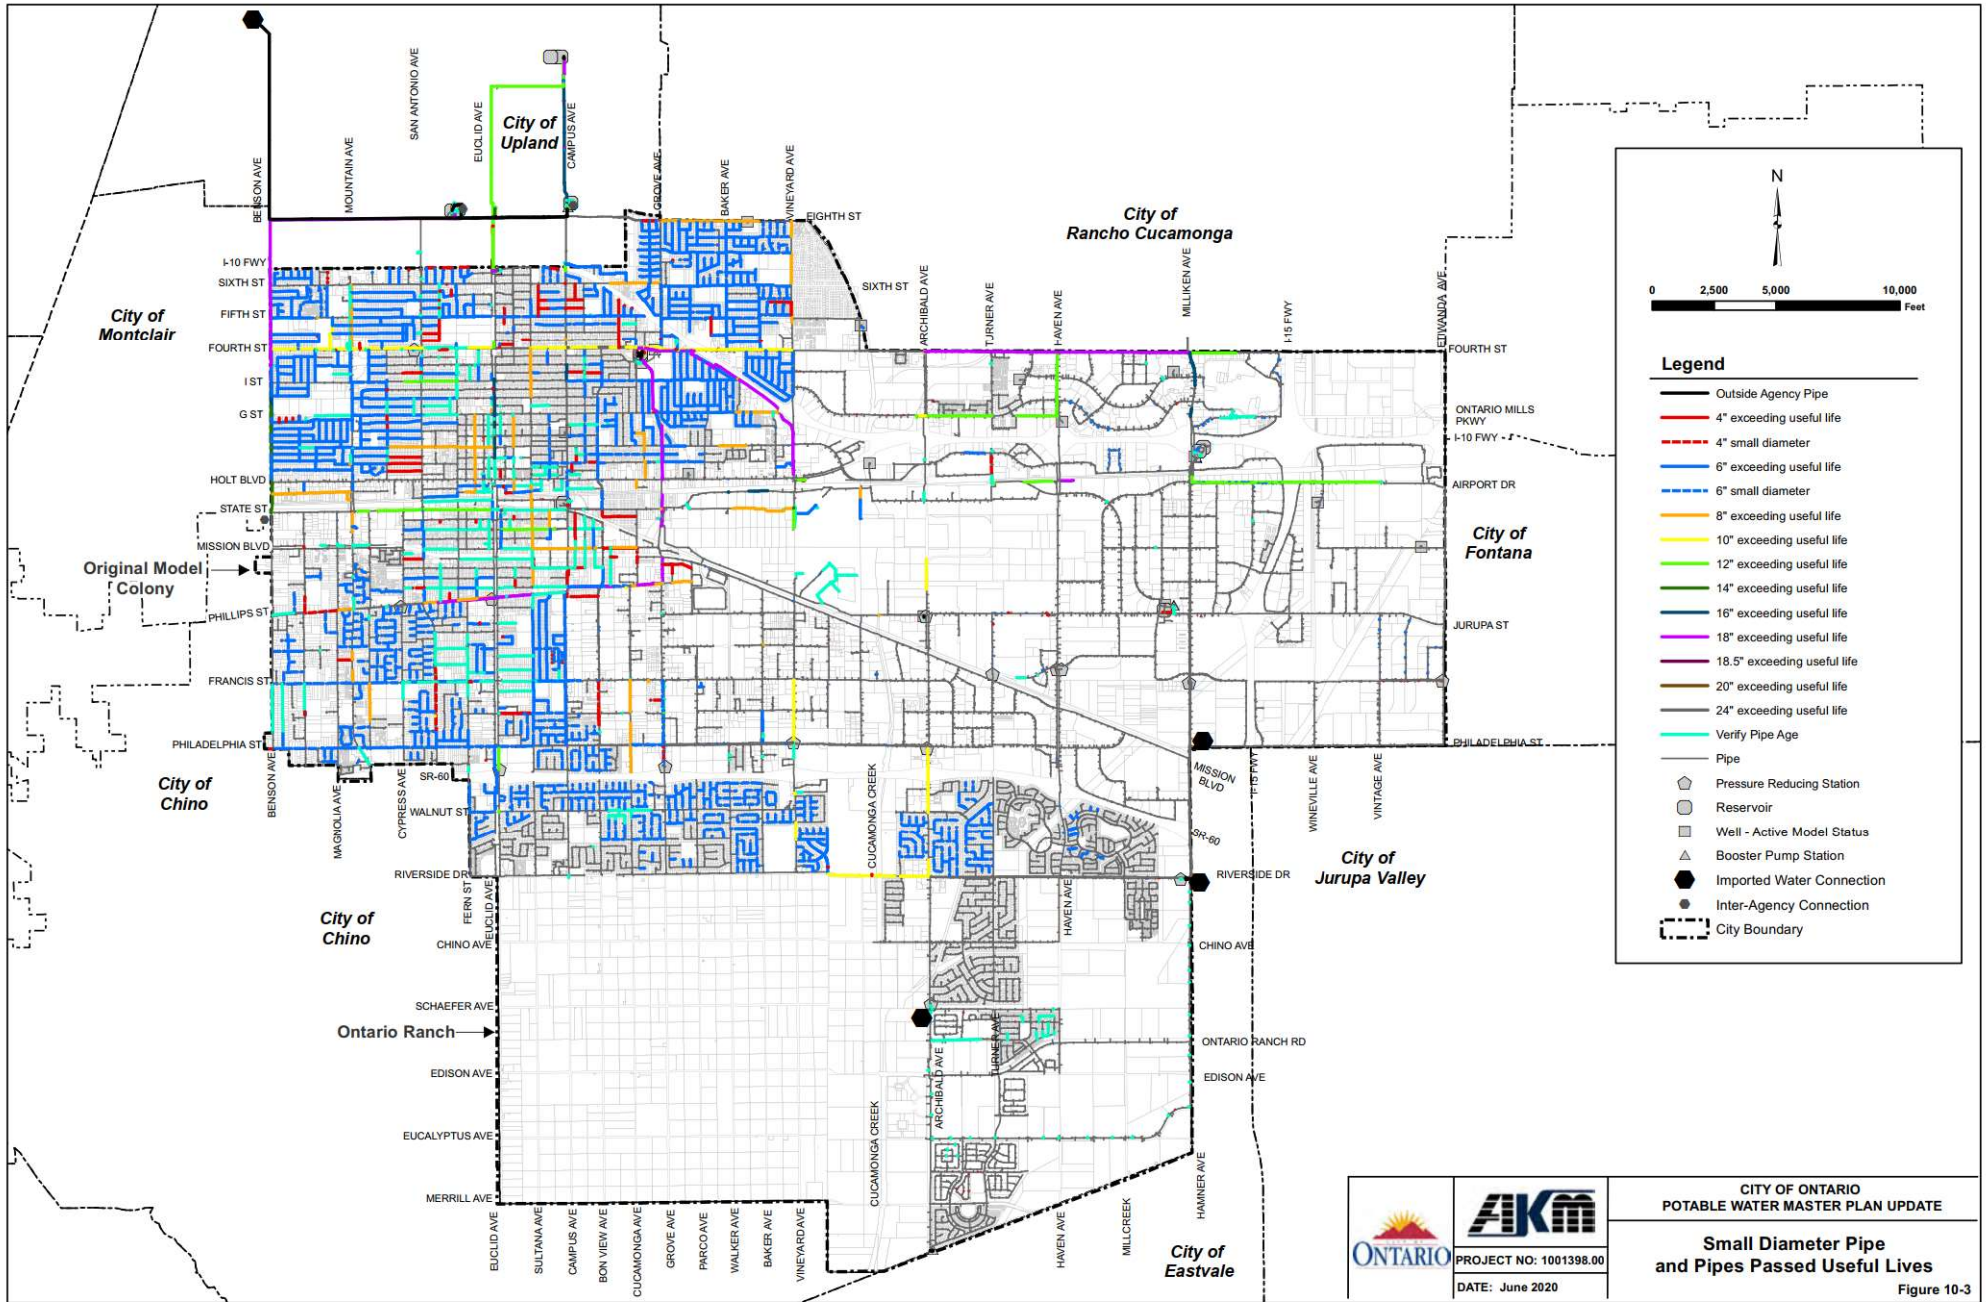 SAN ANTONIO AVE
EUCLID AVE
City of
Upland
CAMPUS AVE
BENSON AVE
MOUNTAIN AVE
GROVE AVE
BAKER AVE
VINEYARD AVE
EIGHTH ST
City of
Rancho Cucamonga
I-10 FWY
SIXTH ST
SIXTH ST
ARCHIBALD AVE
TURNER AVE
HAVEN AVE
MILLIKEN AVE
I-15 FWY
ETIWANDA AVE
City of
Montclair
FIFTH ST
FOURTH ST
FOURTH ST
I ST
G ST
ONTARIO MILLS
PKWY
I-10 FWY
HOLT BLVD
AIRPORT DR
STATE ST
City of
Fontana
MISSION BLVD
Original Model
Colony
PHILLIPS ST
JURUPA ST
FRANCIS ST
PHILADELPHIA ST
PHILADELPHIA ST
City of
Chino
BENSON AVE
MAGNOLIA AVE
CYPRESS AVE
SR-60
WALNUT ST
CUCAMONGA CREEK
MISSION
BLVD
I-15 FWY
WINEVILLE AVE
VINTAGE AVE
SR-60
City of
Jurupa Valley
RIVERSIDE DR
RIVERSIDE DR
FERN ST
EUCLID AVE
HAVEN AVE
City of
Chino
CHINO AVE
CHINO AVE
SCHAEFER AVE
Ontario Ranch
TURNER AVE
ONTARIO RANCH RD
ARCHIBALD AVE
EDISON AVE
EDISON AVE
CUCAMONGA CREEK
EUCALYPTUS AVE
MERRILL AVE
EUCLID AVE
SULTANA AVE
CAMPUS AVE
BON VIEW AVE
CUCAMONGA AVE
GROVE AVE
PARCO AVE
WALKER AVE
BAKER AVE
VINEYARD AVE
HAVEN AVE
MILLCREEK
HAMNER AVE
City of
Eastvale
N
0 2,500 5,000 10,000
Feet
Legend
Outside Agency Pipe
4" exceeding useful life
4" small diameter
6" exceeding useful life
6" small diameter
8" exceeding useful life
10" exceeding useful life
12" exceeding useful life
14" exceeding useful life
16" exceeding useful life
18" exceeding useful life
18.5" exceeding useful life
20" exceeding useful life
24" exceeding useful life
Verify Pipe Age
Pipe
Pressure Reducing Station
Reservoir
Well - Active Model Status
Booster Pump Station
Imported Water Connection
Inter-Agency Connection
City Boundary
ONTARIO
AKM
PROJECT NO: 1001398.00
DATE: June 2020
CITY OF ONTARIO
POTABLE WATER MASTER PLAN UPDATE
Small Diameter Pipe
and Pipes Passed Useful Lives
Figure 10-3